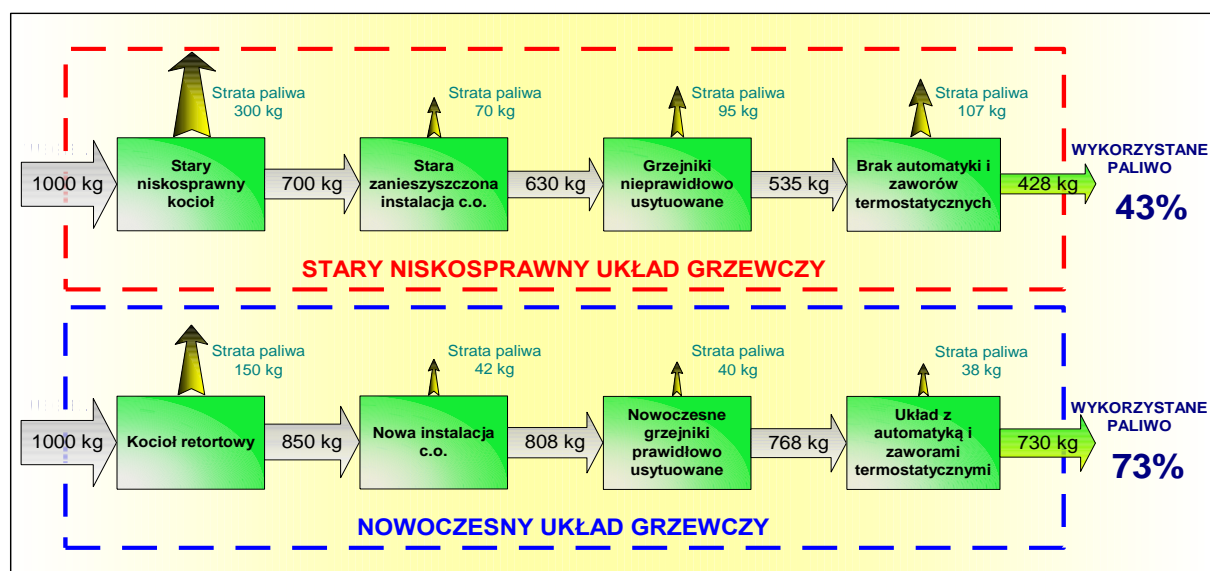 Strata paliwa
300 kg
Strata paliwa
70 kg
Strata paliwa
95 kg
Strata paliwa
107 kg
1000 kg
Stary
niskosprawny
kocioł
700 kg
Stara
zanieszyszczona
instalacja c.o.
630 kg
Grzejniki
nieprawidłowo
usytuowane
535 kg
Brak automatyki i
zaworów
termostatycznych
428 kg
WYKORZYSTANE
PALIWO
43%
STARY NISKOSPRAWNY UKŁAD GRZEWCZY
Strata paliwa
150 kg
Strata paliwa
42 kg
Strata paliwa
40 kg
Strata paliwa
38 kg
1000 kg
Kocioł retortowy
850 kg
Nowa instalacja
c.o.
808 kg
Nowoczesne
grzejniki
prawidłowo
usytuowane
768 kg
Układ z
automatyką i
zaworami
termostatycznymi
730 kg
WYKORZYSTANE
PALIWO
73%
NOWOCZESNY UKŁAD GRZEWCZY